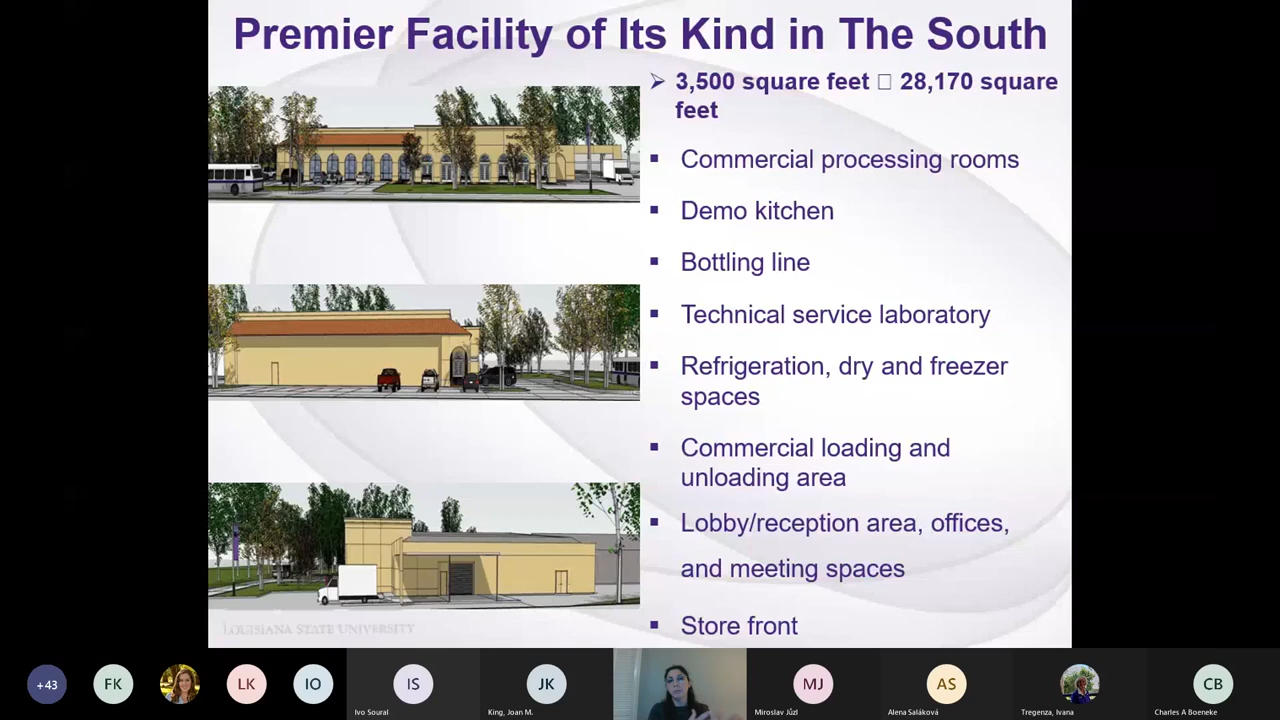 Premier Facility of Its Kind in The South
➢ 3,500 square feet □ 28,170 square
feet
▪ Commercial processing rooms
▪ Demo kitchen
▪ Bottling line
▪ Technical service laboratory
▪ Refrigeration, dry and freezer
spaces
▪ Commercial loading and
unloading area
▪ Lobby/reception area, offices,
and meeting spaces
▪ Store front
LOUISIANA STATE UNIVERSITY
+43
FK
LK
IO
IS
JK
MJ
AS
CB
Ivo Soural
King, Joan M.
Miroslav Jůzl
Alena Saláková
Tregenza, Ivana
Charles A Boeneke